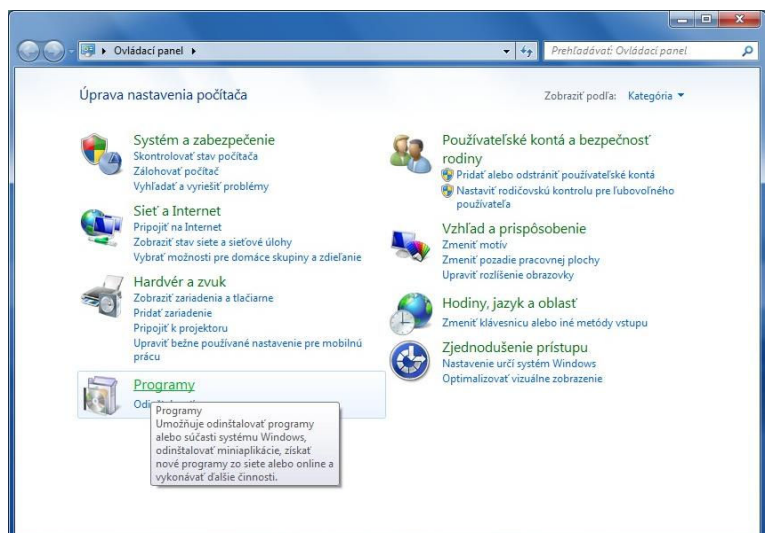 Ovládací panel
Prehľadávať: Ovládací panel
Úprava nastavenia počítača
Zobraziť podľa: Kategória
Systém a zabezpečenie
Skontrolovať stav počítača
Zálohovať počítač
Vyhľadať a vyriešiť problémy
Sieť a Internet
Pripojiť na Internet
Zobraziť stav siete a sieťové úlohy
Vybrať možnosti pre domáce skupiny a zdieľanie
Hardvér a zvuk
Zobraziť zariadenia a tlačiarne
Pridať zariadenie
Pripojiť k projektoru
Upraviť bežne používané nastavenie pre mobilnú
prácu
Programy
Programy
Umožňuje odinštalovať programy
alebo súčasti systému Windows,
odinštalovať miniaplikácie, získať
nové programy zo siete alebo online a
vykonávať ďalšie činnosti.
Používateľské kontá a bezpečnosť
rodiny
Pridať alebo odstrániť používateľské kontá
Nastaviť rodičovskú kontrolu pre ľubovoľného
používateľa
Vzhľad a prispôsobenie
Zmeniť motív
Zmeniť pozadie pracovnej plochy
Upraviť rozlíšenie obrazovky
Hodiny, jazyk a oblasť
Zmeniť klávesnicu alebo iné metódy vstupu
Zjednodušenie prístupu
Nastavenie určí systém Windows
Optimalizovať vizuálne zobrazenie